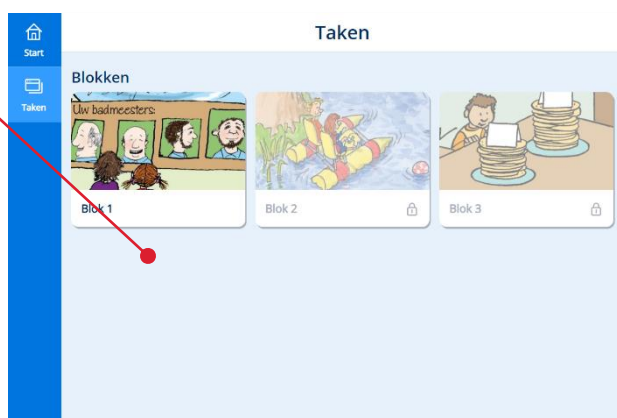 Taken
Start
Taken
Blokken
Uw badmeesters:
Blok 1
Blok 2
Blok 3